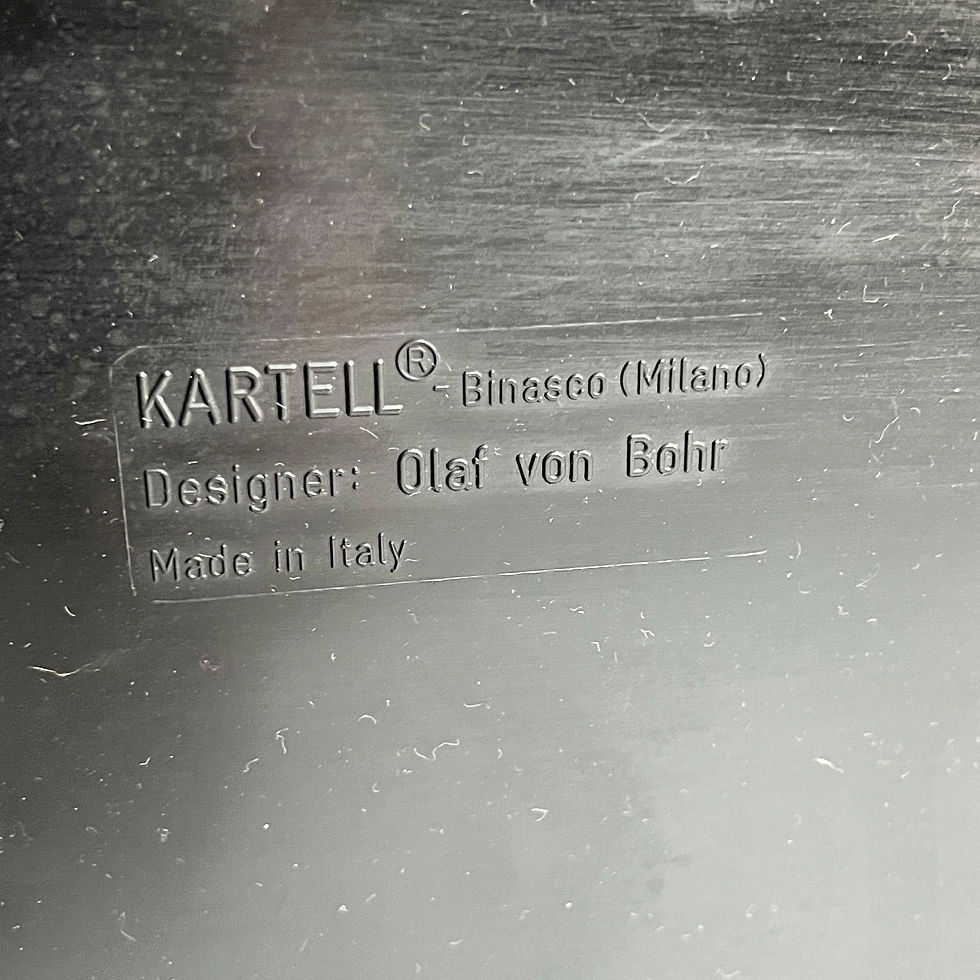 KARTELL® - Binasco (Milano)
Designer: Olaf von Bohr
Made in Italy